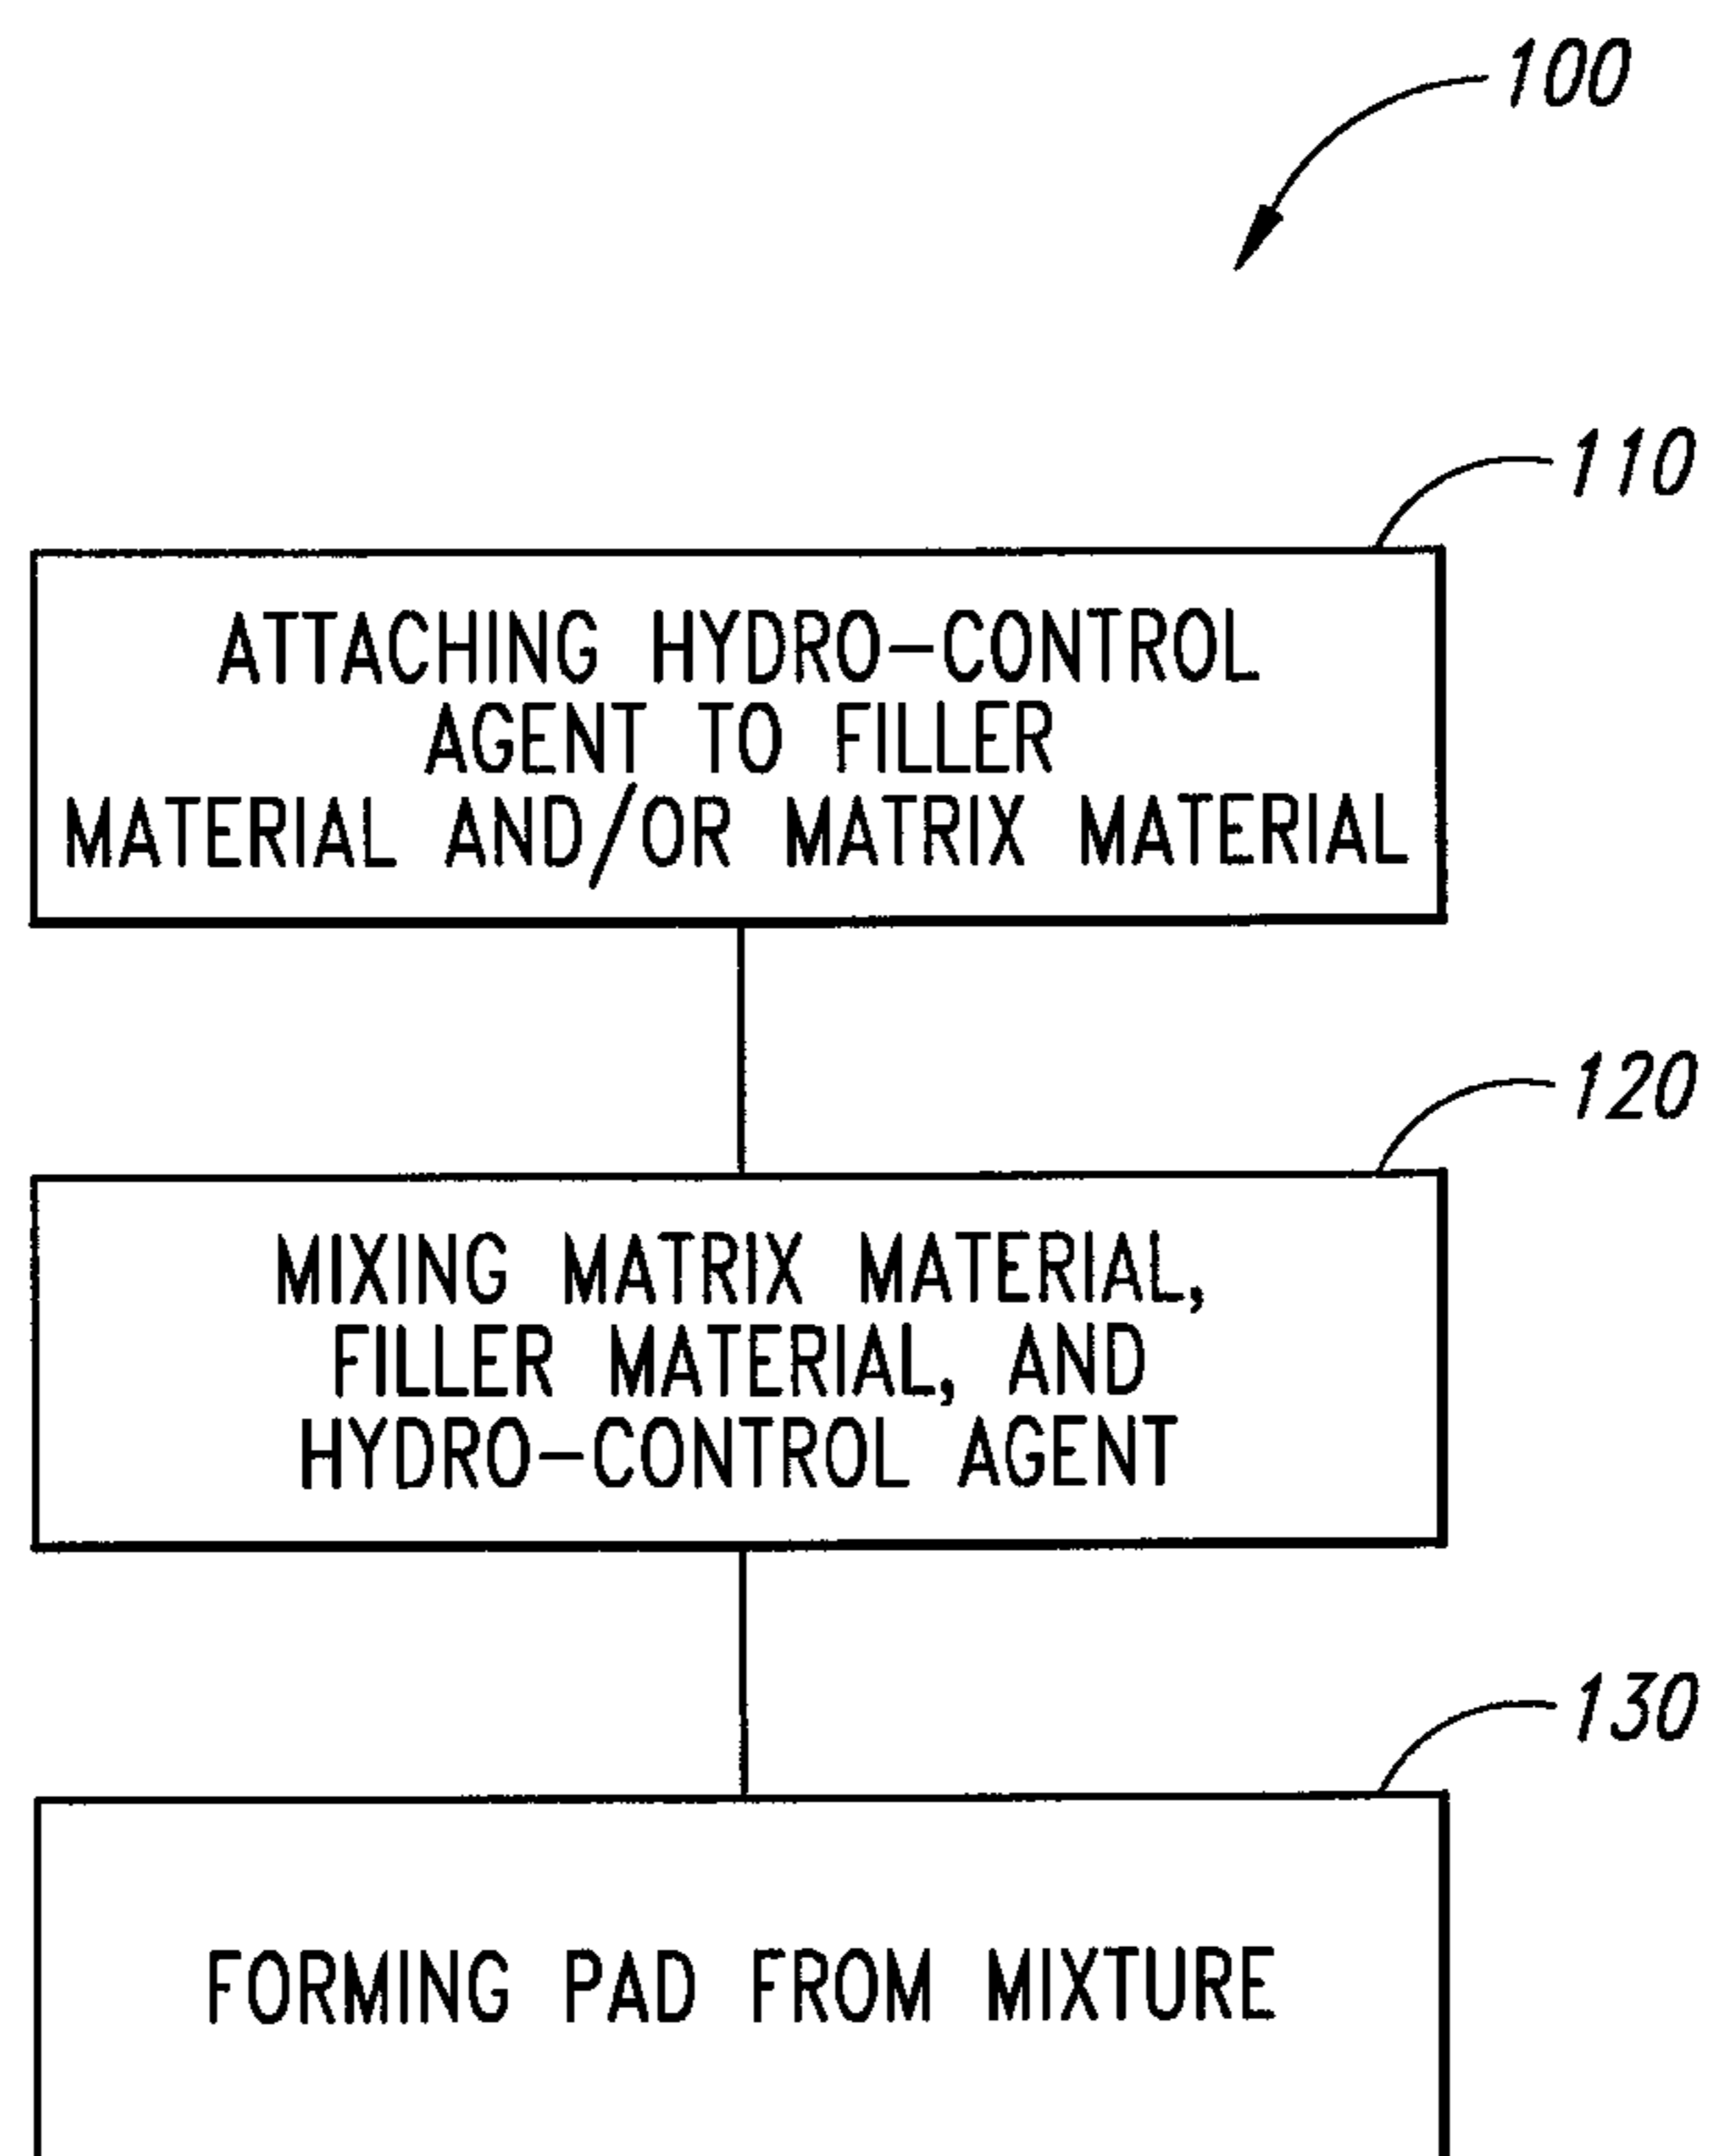 100
110
ATTACHING HYDRO-CONTROL
AGENT TO FILLER
MATERIAL AND/OR MATRIX MATERIAL
120
MIXING MATRIX MATERIAL,
FILLER MATERIAL, AND
HYDRO-CONTROL AGENT
130
FORMING PAD FROM MIXTURE